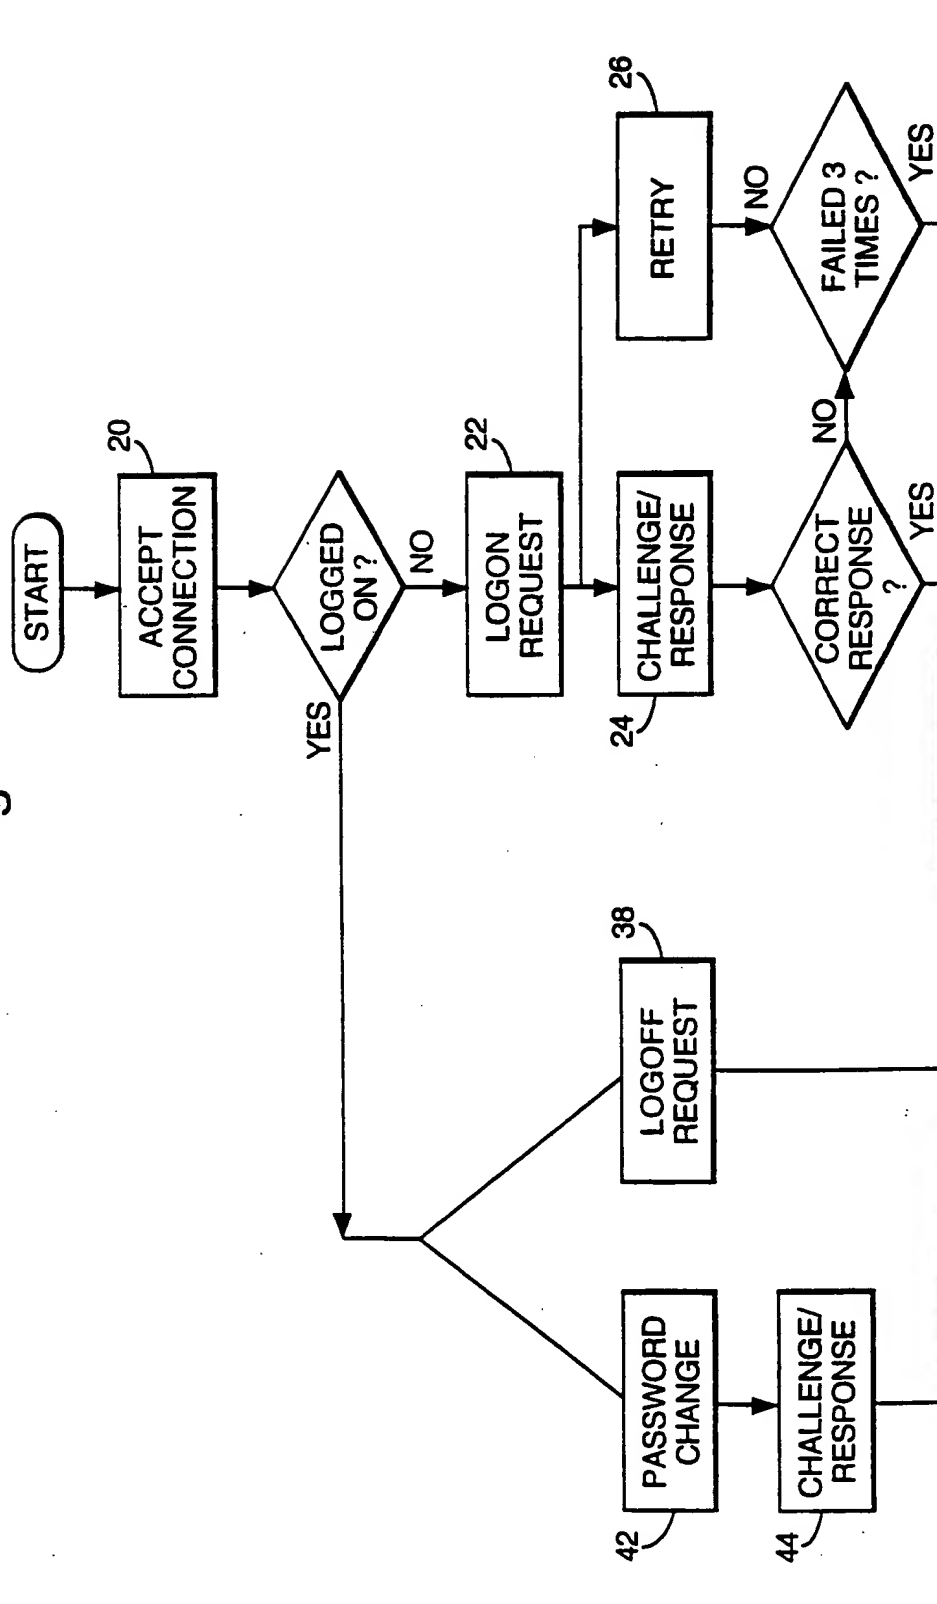 START
20
ACCEPT
CONNECTION
LOGGED
ON ?
YES
NO
22
LOGON
REQUEST
26
RETRY
NO
24
CHALLENGE/
RESPONSE
CORRECT
RESPONSE
?
NO
YES
FAILED 3
TIMES ?
YES
38
LOGOFF
REQUEST
42
PASSWORD
CHANGE
44
CHALLENGE/
RESPONSE